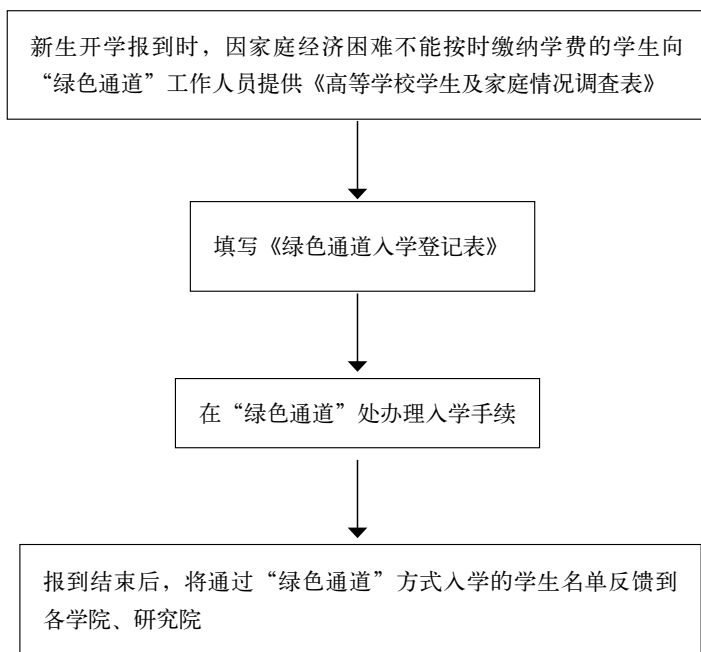 新生开学报到时，因家庭经济困难不能按时缴纳学费的学生向
“绿色通道”工作人员提供《高等学校学生及家庭情况调查表》
填写《绿色通道入学登记表》
在“绿色通道”处办理入学手续
报到结束后，将通过“绿色通道”方式入学的学生名单反馈到
各学院、研究院